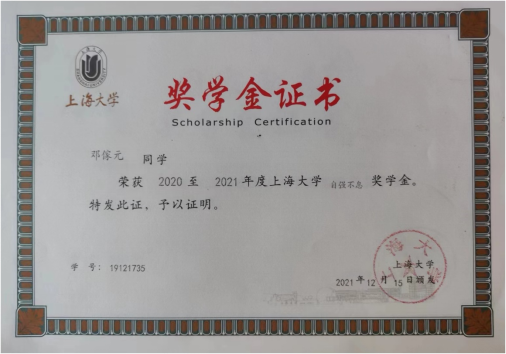 上海大学
奖学金证书
Scholarship Certification
邓傢元 同学
荣获 2020 至 2021 年度上海大学 自强不息 奖学金。
特发此证,予以证明。
学 号:19121735
上海大学
2021 年 12 月 15 日颁发